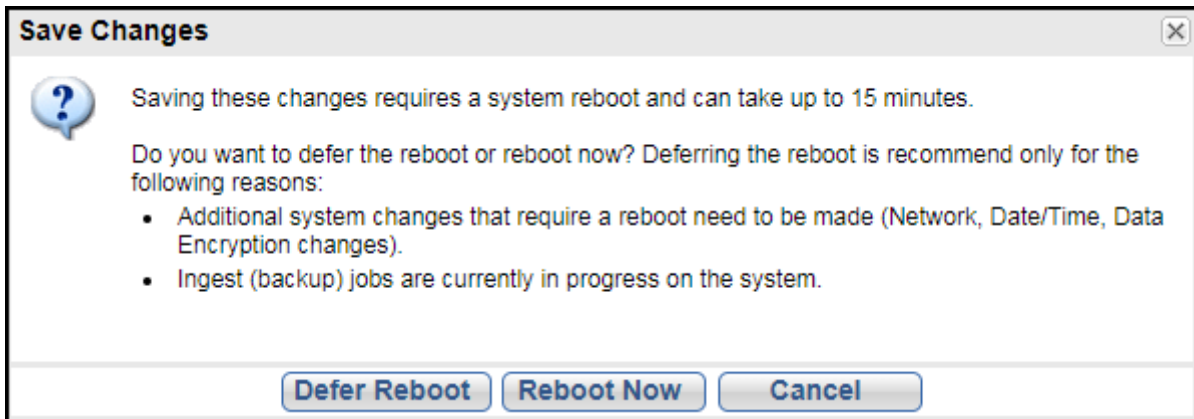 Save Changes
?
Saving these changes requires a system reboot and can take up to 15 minutes.
Do you want to defer the reboot or reboot now? Deferring the reboot is recommend only for the
following reasons:
• Additional system changes that require a reboot need to be made (Network, Date/Time, Data
Encryption changes).
• Ingest (backup) jobs are currently in progress on the system.
Defer Reboot Reboot Now Cancel